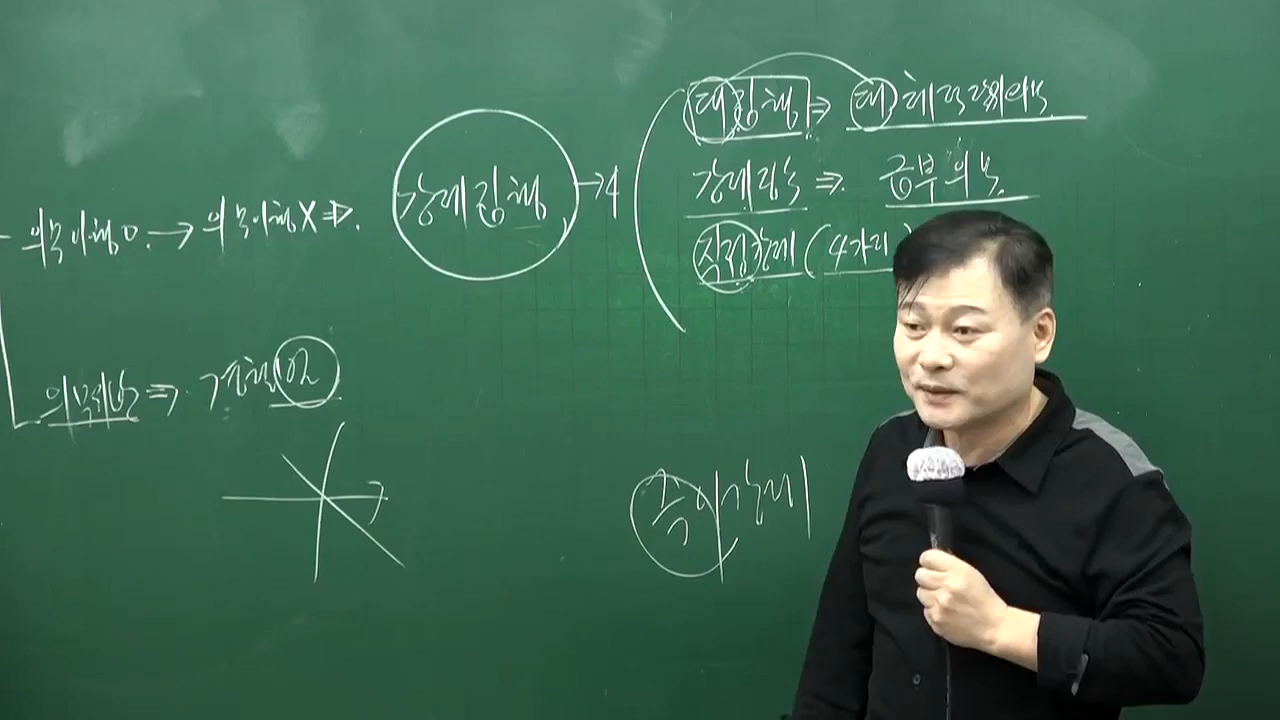 대집행 ⇒ 대체적 작위의무
강제징수 ⇒ 급부의무
직접강제 (4가지)
강제집행 → 4
의무이행O. → 의무이행X ⇒
의무위반 ⇒
즉시강제